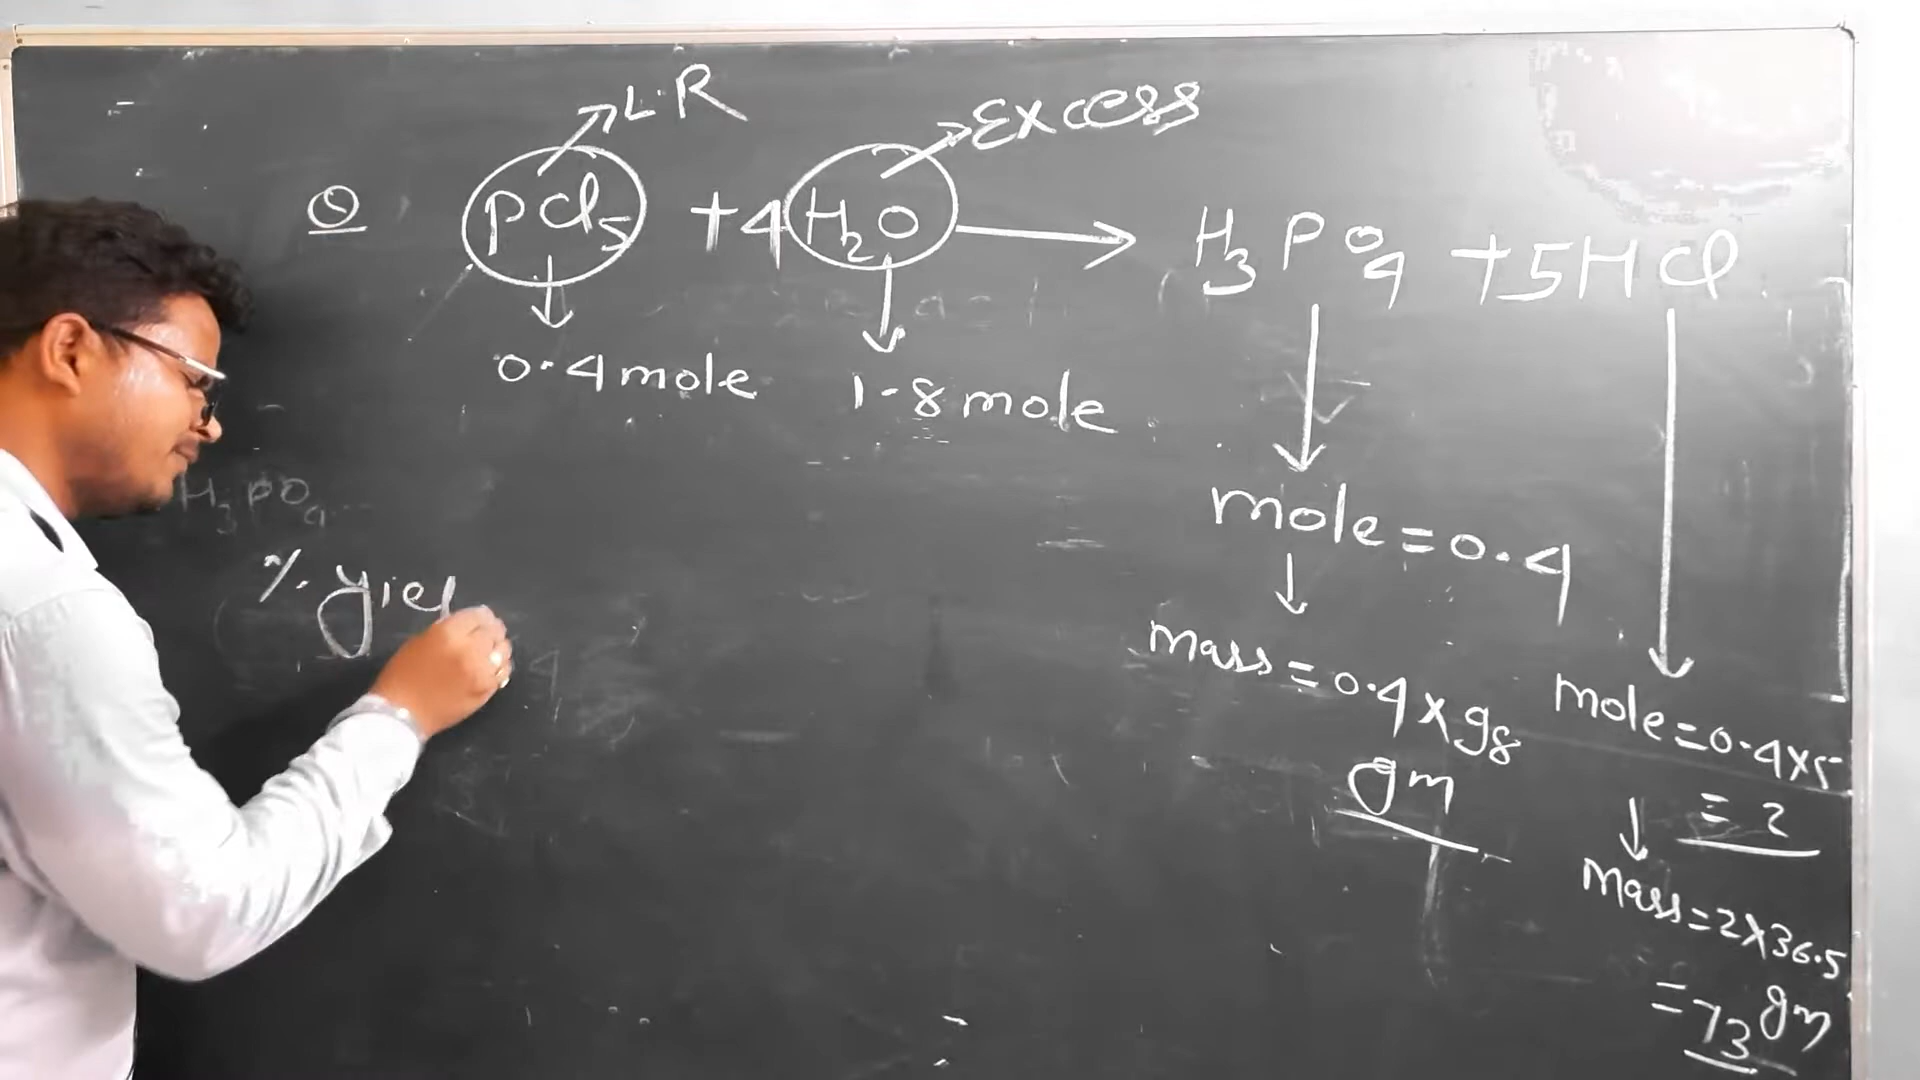 L.R
Excess
Q PCl₅ + 4H₂O → H₃PO₄ + 5HCl
0.4 mole 1.8 mole
mole = 0.4
H₃PO₄
% yiel
mass = 0.4 × 98
gm
mole = 0.4×5
= 2
mass = 2×36.5
= 73 gm